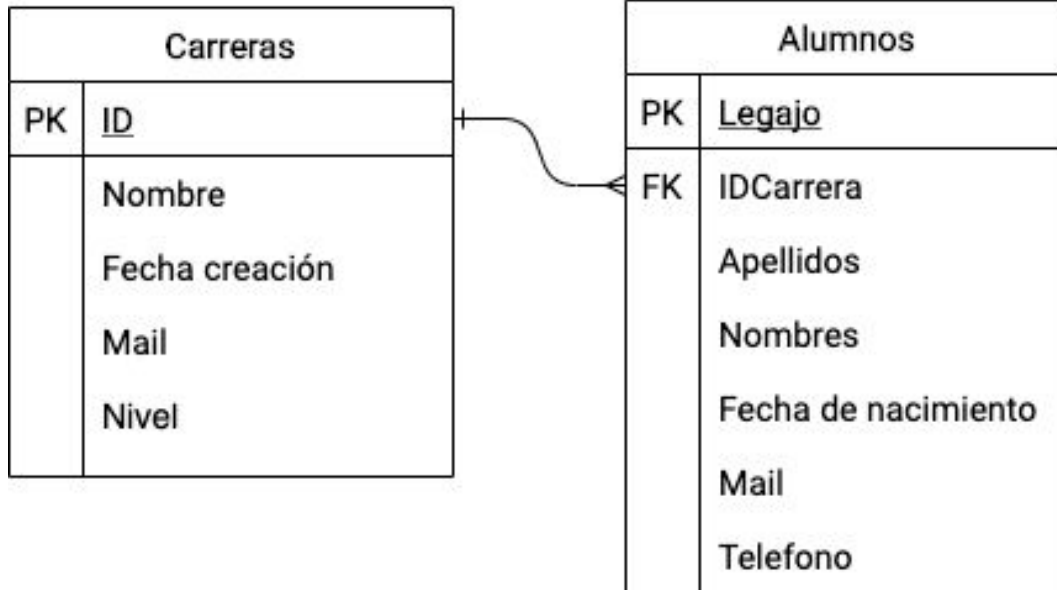 Carreras
PK ID
Nombre
Fecha creación
Mail
Nivel
Alumnos
PK Legajo
FK IDCarrera
Apellidos
Nombres
Fecha de nacimiento
Mail
Telefono